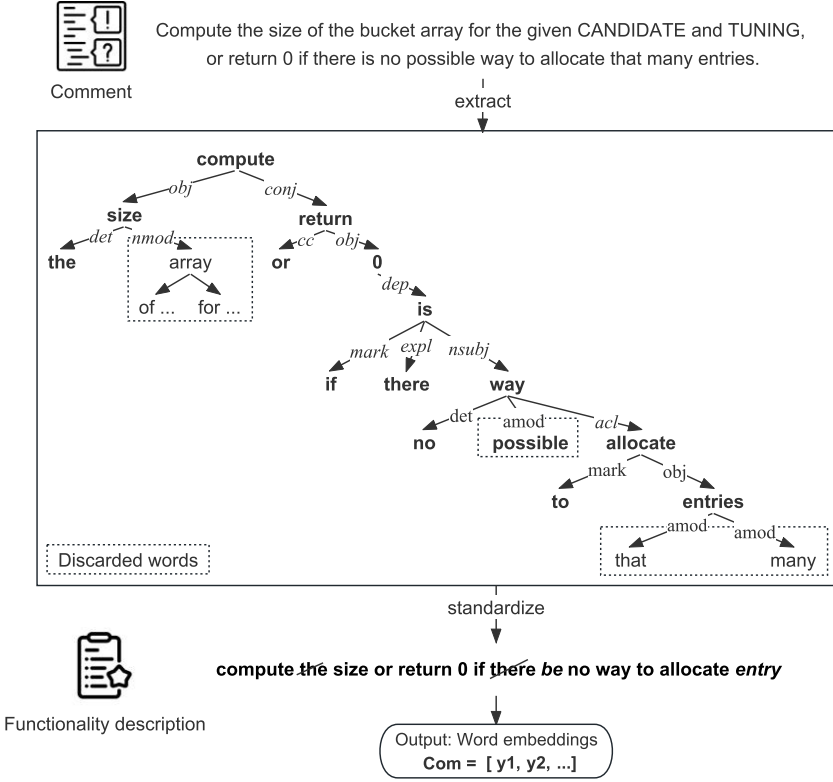 Compute the size of the bucket array for the given CANDIDATE and TUNING,
or return 0 if there is no possible way to allocate that many entries.
Comment
extract
compute
obj conj
size return
det nmod cc obj
the array or 0
of ... for ... dep
is
mark expl nsubj
if there way
det amod acl
no possible allocate
mark obj
to entries
amod amod
Discarded words that many
standardize
compute the size or return 0 if there be no way to allocate entry
Functionality description
Output: Word embeddings
Com = [ y1, y2, ...]